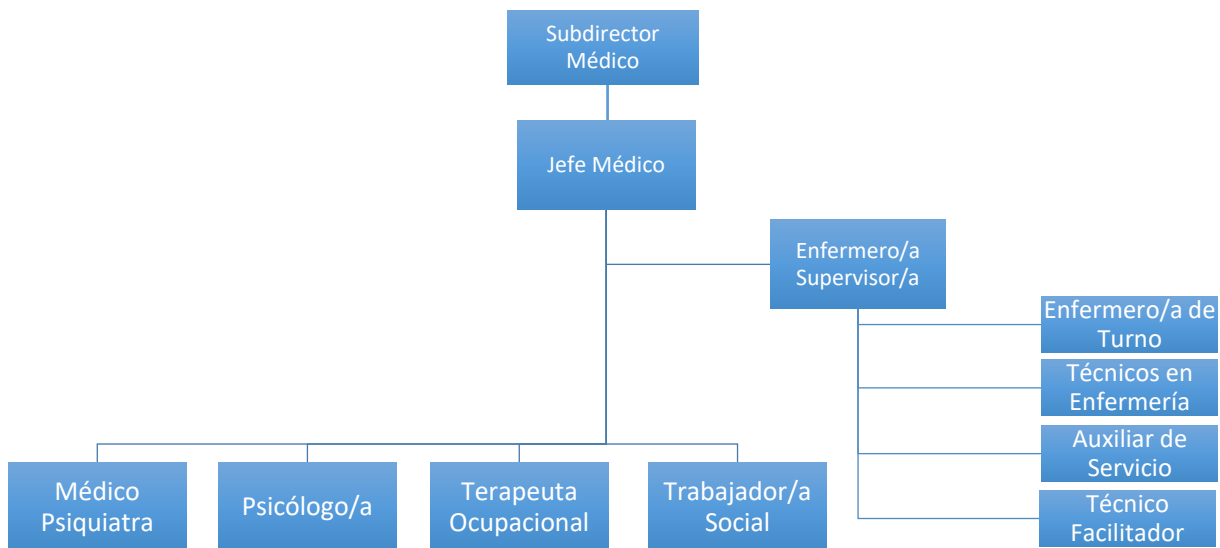 Subdirector
Médico
Jefe Médico
Enfermero/a
Supervisor/a
Enfermero/a de
Turno
Técnicos en
Enfermería
Auxiliar de
Servicio
Técnico
Facilitador
Médico
Psiquiatra
Psicólogo/a
Terapeuta
Ocupacional
Trabajador/a
Social